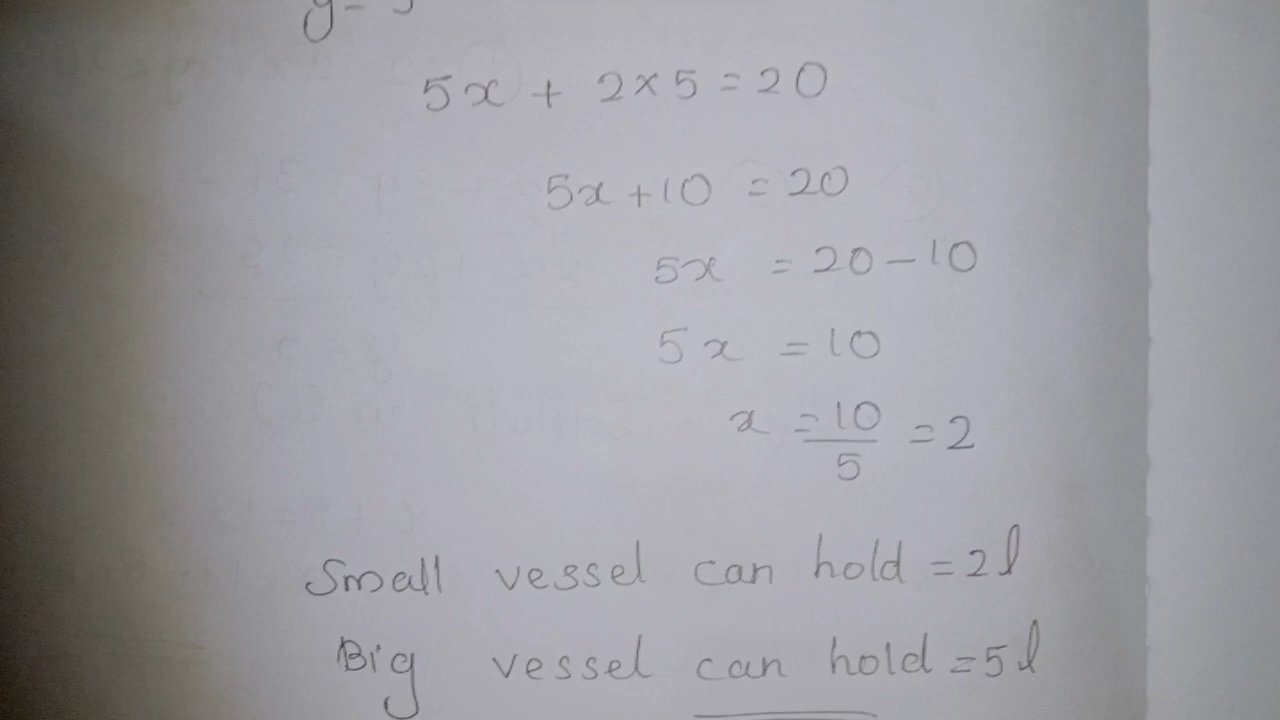 y=5
5x + 2×5 = 20
5x + 10 = 20
5x = 20 - 10
5x = 10
x = 10/5 = 2
Small vessel can hold = 2l
Big vessel can hold = 5l